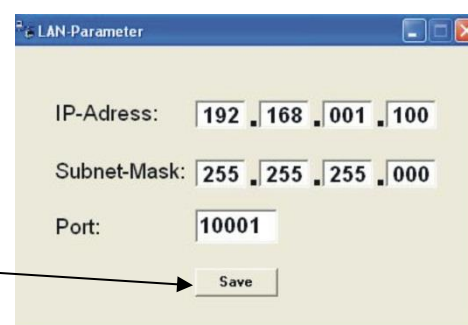 LAN-Parameter
IP-Adress: 192 . 168 . 001 . 100
Subnet-Mask: 255 . 255 . 255 . 000
Port: 10001
Save